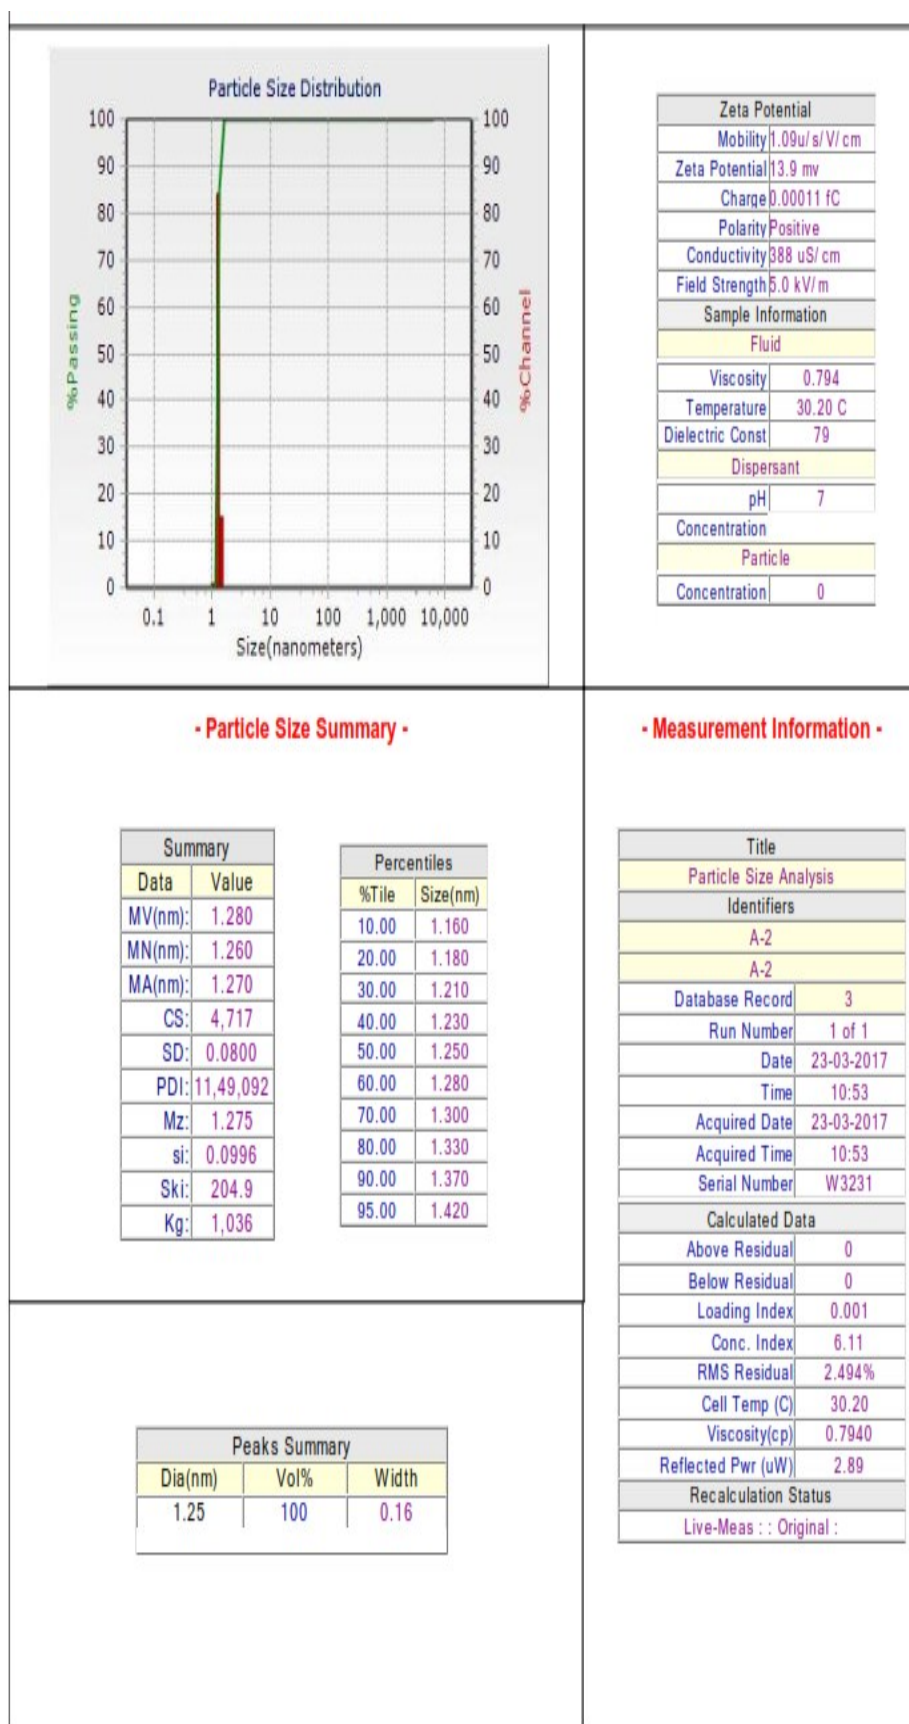 Particle Size Distribution
100
90
80
70
60
50
40
30
20
10
0
%Passing
100
90
80
70
60
50
40
30
20
10
0
%Channel
0.1 1 10 100 1,000 10,000
Size(nanometers)
Zeta Potential
Mobility 1.09u/s/V/cm
Zeta Potential 13.9 mv
Charge 0.00011 fC
Polarity Positive
Conductivity 388 uS/cm
Field Strength 5.0 kV/m
Sample Information
Fluid
Viscosity 0.794
Temperature 30.20 C
Dielectric Const 79
Dispersant
pH 7
Concentration
Particle
Concentration 0
- Particle Size Summary -
Summary
Data Value
MV(nm): 1.280
MN(nm): 1.260
MA(nm): 1.270
CS: 4,717
SD: 0.0800
PDI: 11,49,092
Mz: 1.275
si: 0.0996
Ski: 204.9
Kg: 1,036
Percentiles
%Tile Size(nm)
10.00 1.160
20.00 1.180
30.00 1.210
40.00 1.230
50.00 1.250
60.00 1.280
70.00 1.300
80.00 1.330
90.00 1.370
95.00 1.420
- Measurement Information -
Title
Particle Size Analysis
Identifiers
A-2
A-2
Database Record 3
Run Number 1 of 1
Date 23-03-2017
Time 10:53
Acquired Date 23-03-2017
Acquired Time 10:53
Serial Number W3231
Calculated Data
Above Residual 0
Below Residual 0
Loading Index 0.001
Conc. Index 6.11
RMS Residual 2.494%
Cell Temp (C) 30.20
Viscosity(cp) 0.7940
Reflected Pwr (uW) 2.89
Recalculation Status
Live-Meas : : Original :
Peaks Summary
Dia(nm) Vol% Width
1.25 100 0.16